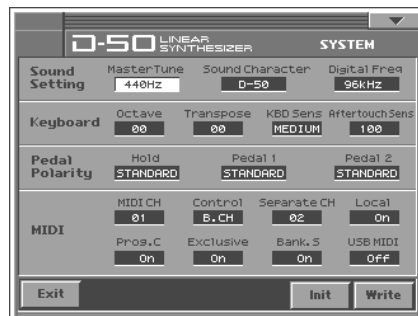 D-50 LINEAR SYNTHESIZER SYSTEM
Sound Setting
MasterTune Sound Character Digital Freq
440Hz D-50 96kHz
Keyboard
Octave Transpose KBD Sens Aftertouch Sens
00 00 MEDIUM 100
Pedal Polarity
Hold Pedal 1 Pedal 2
STANDARD STANDARD STANDARD
MIDI
MIDI CH Control Separate CH Local
01 B.CH 02 On
Prog.C Exclusive Bank.S USB MIDI
On On On Off
Exit Init Write